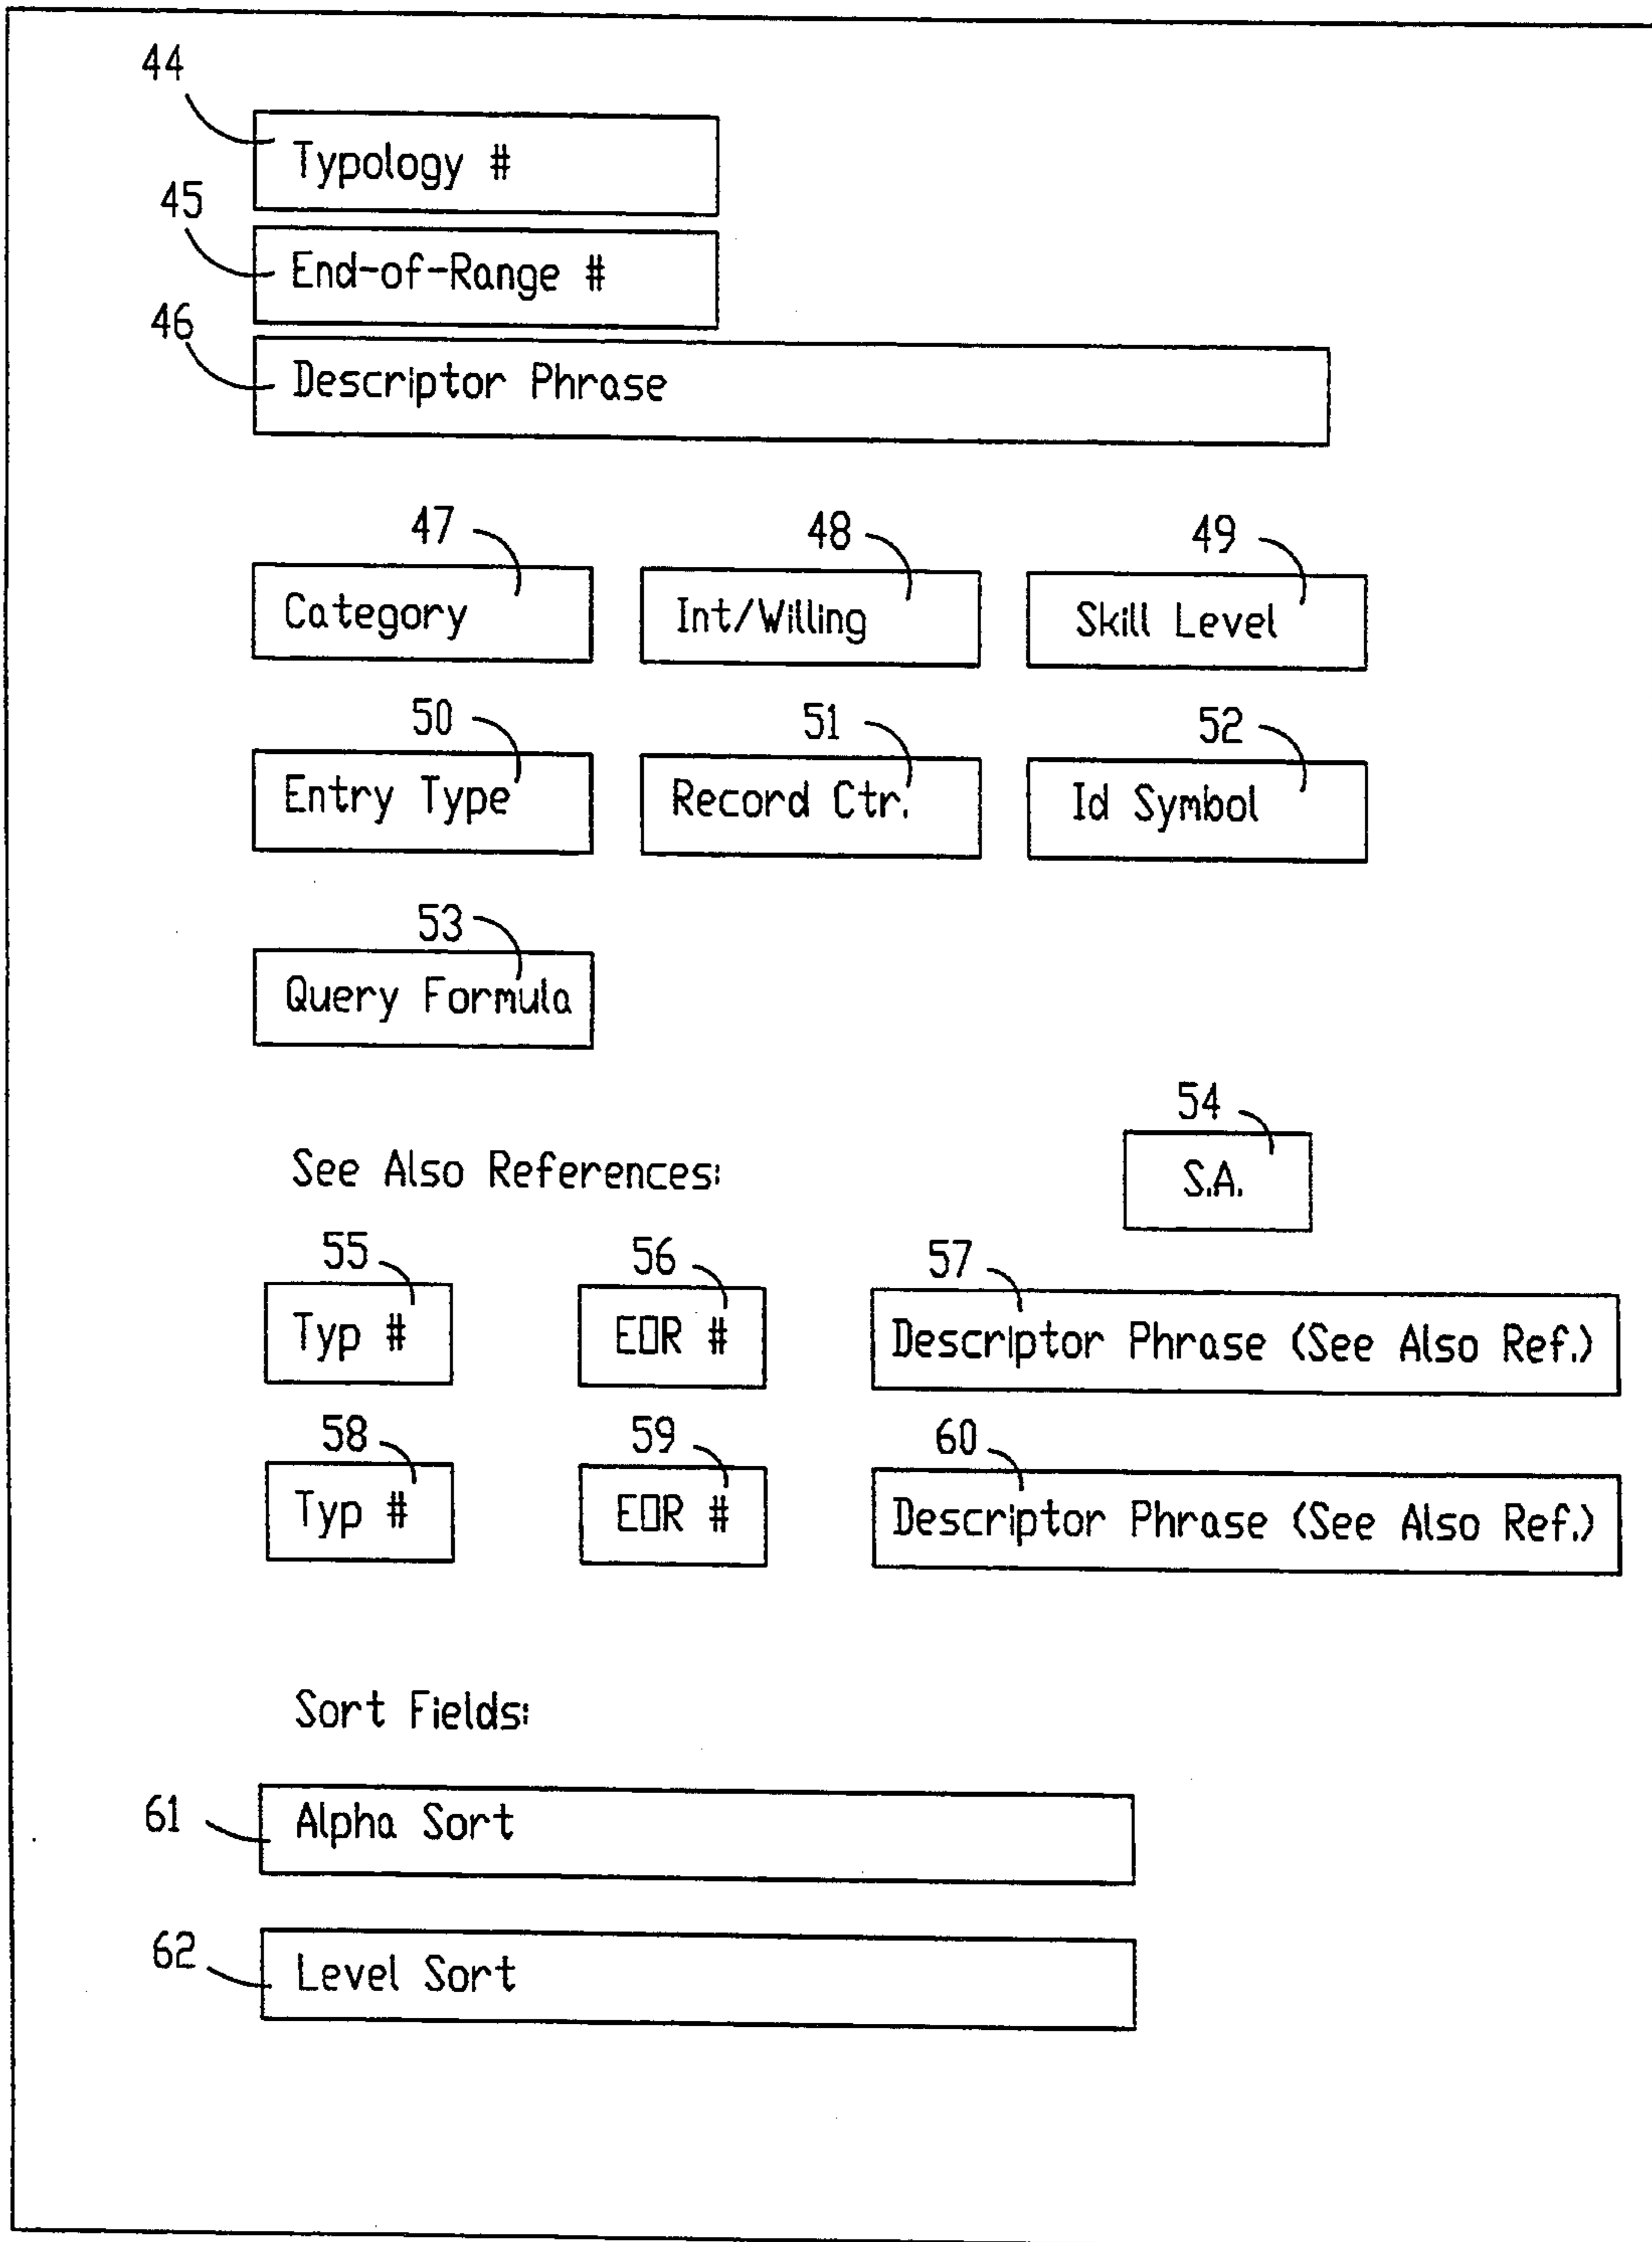 44
Typology #
45
End-of-Range #
46
Descriptor Phrase
47 48 49
Category Int/Willing Skill Level
50 51 52
Entry Type Record Ctr. Id Symbol
53
Query Formula
54
See Also References: S.A.
55 56 57
Typ # EOR # Descriptor Phrase (See Also Ref.)
58 59 60
Typ # EOR # Descriptor Phrase (See Also Ref.)
Sort Fields:
61 Alpha Sort
62 Level Sort